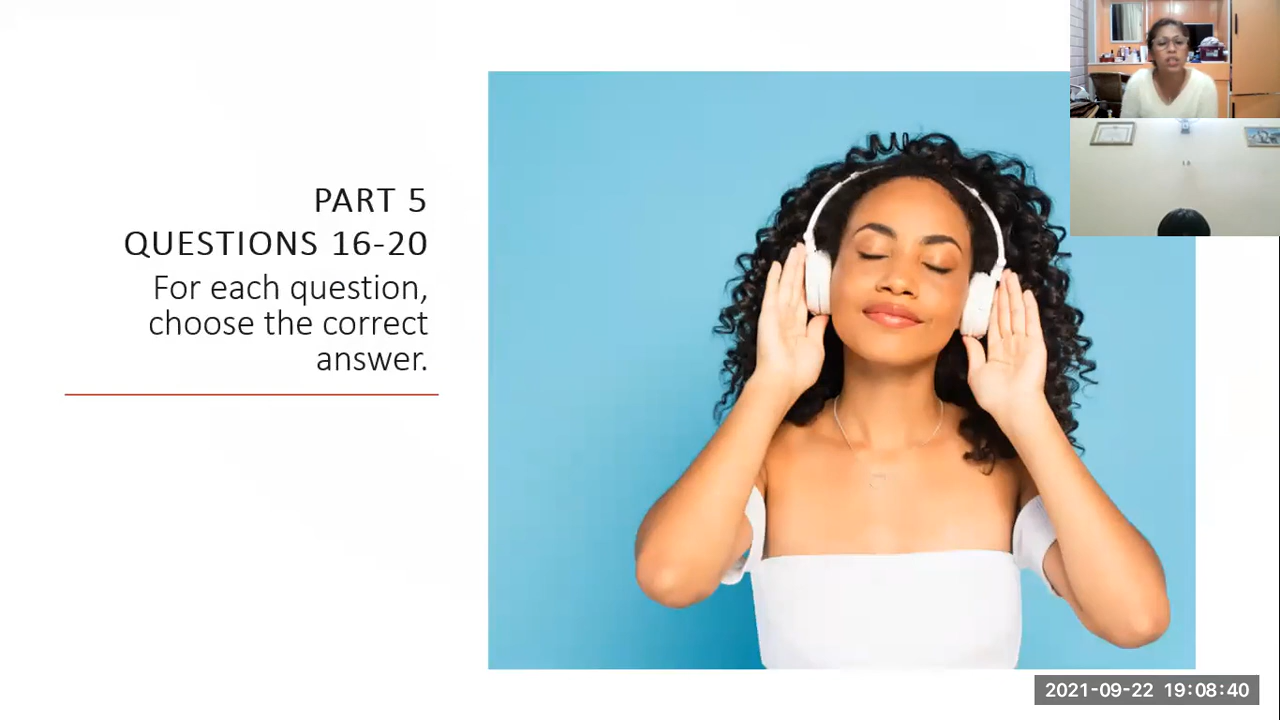 PART 5
QUESTIONS 16-20
For each question,
choose the correct
answer.
2021-09-22 19:08:40